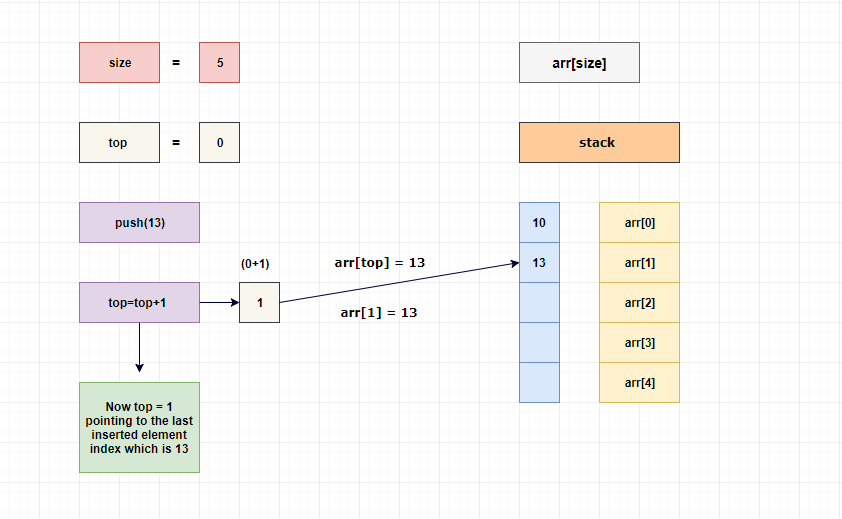 size = 5
arr[size]
top = 0
stack
push(13)
10 arr[0]
(0+1)
arr[top] = 13
13 arr[1]
top=top+1
1
arr[1] = 13
arr[2]
arr[3]
arr[4]
Now top = 1
pointing to the last
inserted element
index which is 13